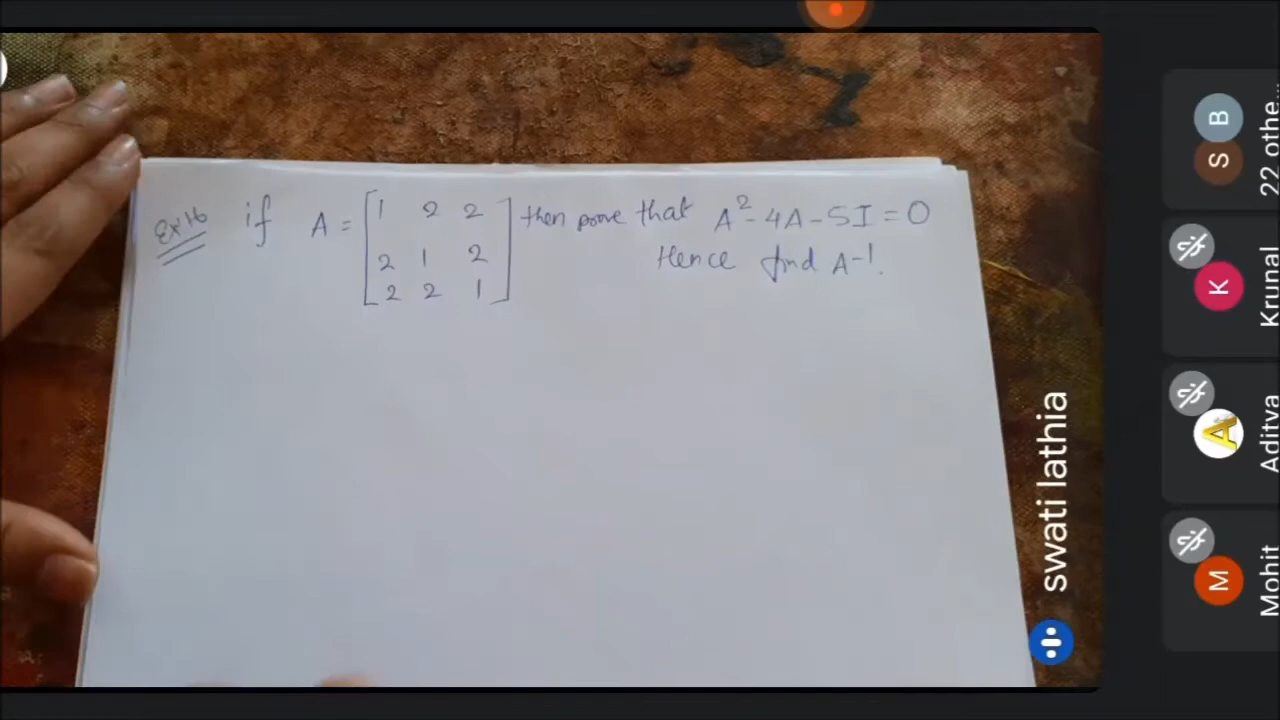 Ex 16 if A = [1 2 2 then prove that A² - 4A - 5I = 0
2 1 2 Hence find A-1.
2 2 1]
swati lathia
S B 22 othe...
K Krunal
A Aditya
M Mohit